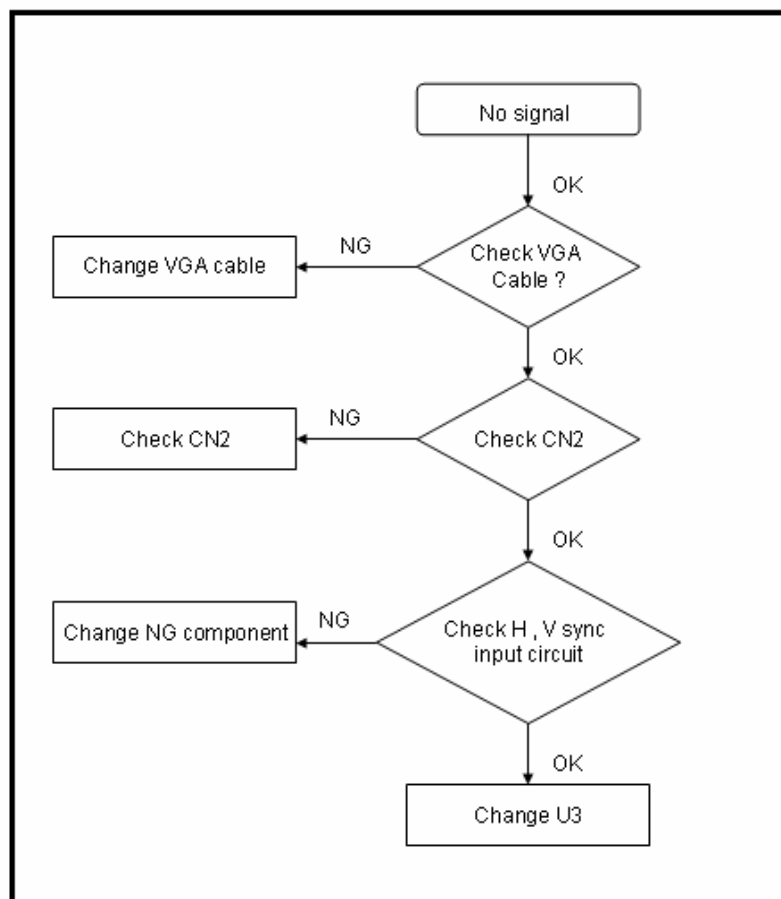 No signal
OK
Check VGA
Cable ?
NG
Change VGA cable
OK
Check CN2
NG
Check CN2
OK
Check H , V sync
input circuit
NG
Change NG component
OK
Change U3